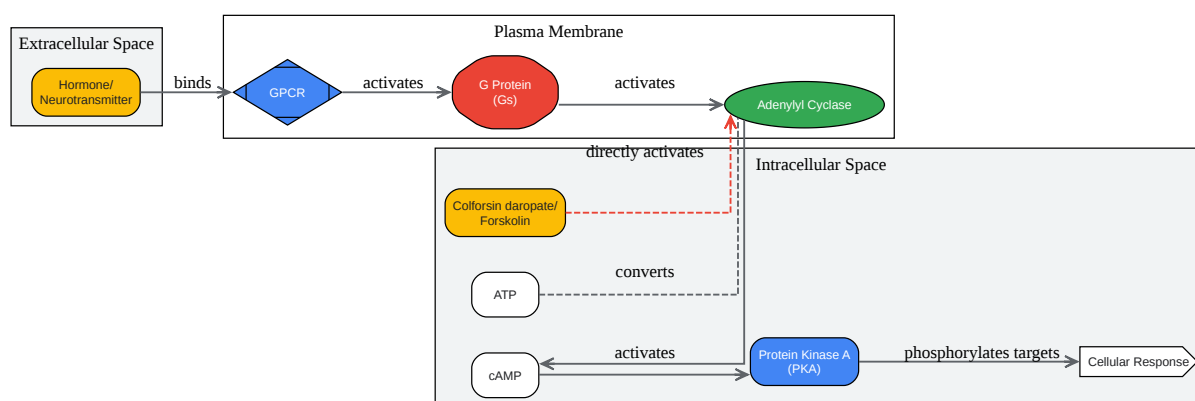 Plasma Membrane
Extracellular Space
Hormone/
Neurotransmitter
binds
GPCR
activates
G Protein
(Gs)
activates
Adenylyl Cyclase
directly activates
Intracellular Space
Colforsin daropate/
Forskolin
converts
ATP
activates
cAMP
Protein Kinase A
(PKA)
phosphorylates targets
Cellular Response